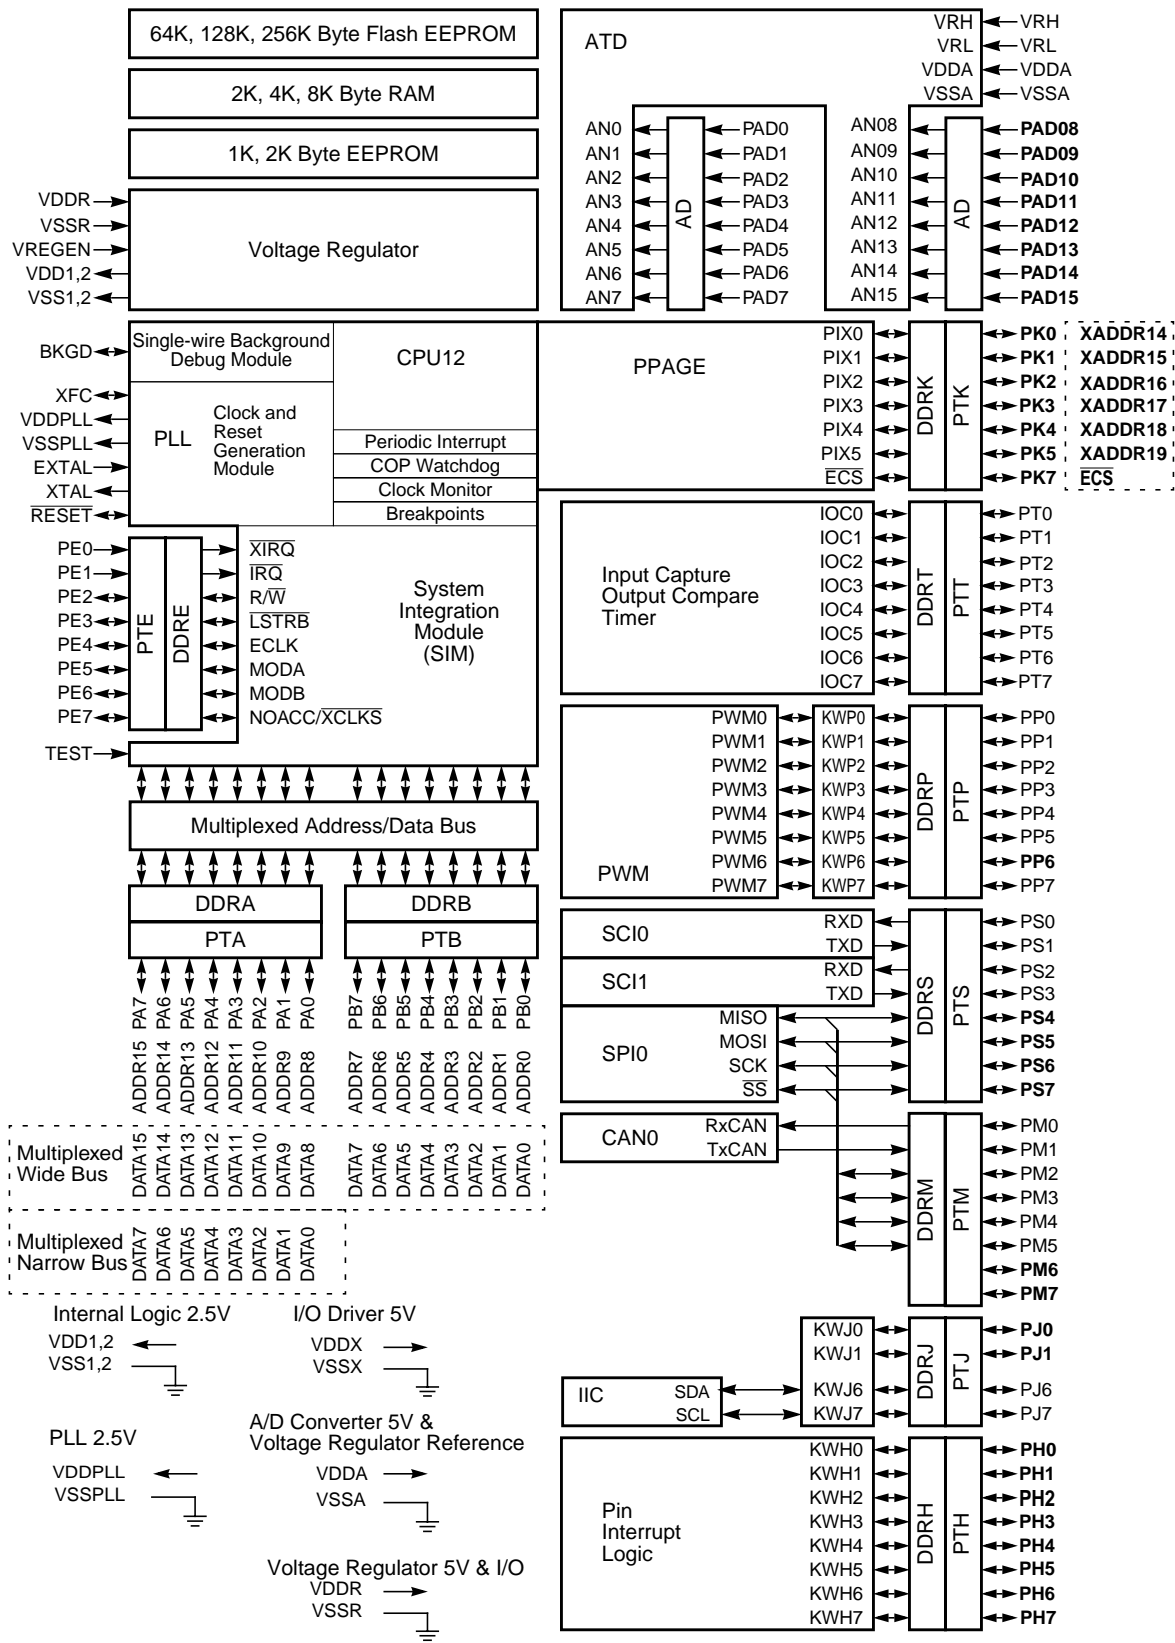 64K, 128K, 256K Byte Flash EEPROM
2K, 4K, 8K Byte RAM
1K, 2K Byte EEPROM
VDDR
VSSR
VREGEN
VDD1,2
VSS1,2
Voltage Regulator
BKGD
XFC
VDDPLL
VSSPLL
EXTAL
XTAL
RESET
Single-wire Background
Debug Module
CPU12
PLL
Clock and
Reset
Generation
Module
Periodic Interrupt
COP Watchdog
Clock Monitor
Breakpoints
PE0
PE1
PE2
PE3
PE4
PE5
PE6
PE7
TEST
PTE
DDRE
XIRQ
IRQ
R/W
LSTRB
ECLK
MODA
MODB
NOACC/XCLKS
System
Integration
Module
(SIM)
Multiplexed Address/Data Bus
DDRA
DDRB
PTA
PTB
PA7
PA6
PA5
PA4
PA3
PA2
PA1
PA0
PB7
PB6
PB5
PB4
PB3
PB2
PB1
PB0
ADDR15
ADDR14
ADDR13
ADDR12
ADDR11
ADDR10
ADDR9
ADDR8
ADDR7
ADDR6
ADDR5
ADDR4
ADDR3
ADDR2
ADDR1
ADDR0
Multiplexed
Wide Bus
DATA15
DATA14
DATA13
DATA12
DATA11
DATA10
DATA9
DATA8
DATA7
DATA6
DATA5
DATA4
DATA3
DATA2
DATA1
DATA0
Multiplexed
Narrow Bus
DATA7
DATA6
DATA5
DATA4
DATA3
DATA2
DATA1
DATA0
Internal Logic 2.5V
VDD1,2
VSS1,2
I/O Driver 5V
VDDX
VSSX
PLL 2.5V
VDDPLL
VSSPLL
A/D Converter 5V &
Voltage Regulator Reference
VDDA
VSSA
Voltage Regulator 5V & I/O
VDDR
VSSR
ATD
VRH
VRL
VDDA
VSSA
VRH
VRL
VDDA
VSSA
AN0
AN1
AN2
AN3
AN4
AN5
AN6
AN7
AD
PAD0
PAD1
PAD2
PAD3
PAD4
PAD5
PAD6
PAD7
AN08
AN09
AN10
AN11
AN12
AN13
AN14
AN15
AD
PAD08
PAD09
PAD10
PAD11
PAD12
PAD13
PAD14
PAD15
PPAGE
PIX0
PIX1
PIX2
PIX3
PIX4
PIX5
ECS
DDRK
PTK
PK0
PK1
PK2
PK3
PK4
PK5
PK7
XADDR14
XADDR15
XADDR16
XADDR17
XADDR18
XADDR19
ECS
Input Capture
Output Compare
Timer
IOC0
IOC1
IOC2
IOC3
IOC4
IOC5
IOC6
IOC7
DDRT
PTT
PT0
PT1
PT2
PT3
PT4
PT5
PT6
PT7
PWM
PWM0
PWM1
PWM2
PWM3
PWM4
PWM5
PWM6
PWM7
KWP0
KWP1
KWP2
KWP3
KWP4
KWP5
KWP6
KWP7
DDRP
PTP
PP0
PP1
PP2
PP3
PP4
PP5
PP6
PP7
SCI0
RXD
TXD
SCI1
RXD
TXD
SPI0
MISO
MOSI
SCK
SS
DDRS
PTS
PS0
PS1
PS2
PS3
PS4
PS5
PS6
PS7
CAN0
RxCAN
TxCAN
DDRM
PTM
PM0
PM1
PM2
PM3
PM4
PM5
PM6
PM7
IIC
SDA
SCL
KWJ0
KWJ1
KWJ6
KWJ7
DDRJ
PTJ
PJ0
PJ1
PJ6
PJ7
Pin
Interrupt
Logic
KWH0
KWH1
KWH2
KWH3
KWH4
KWH5
KWH6
KWH7
DDRH
PTH
PH0
PH1
PH2
PH3
PH4
PH5
PH6
PH7